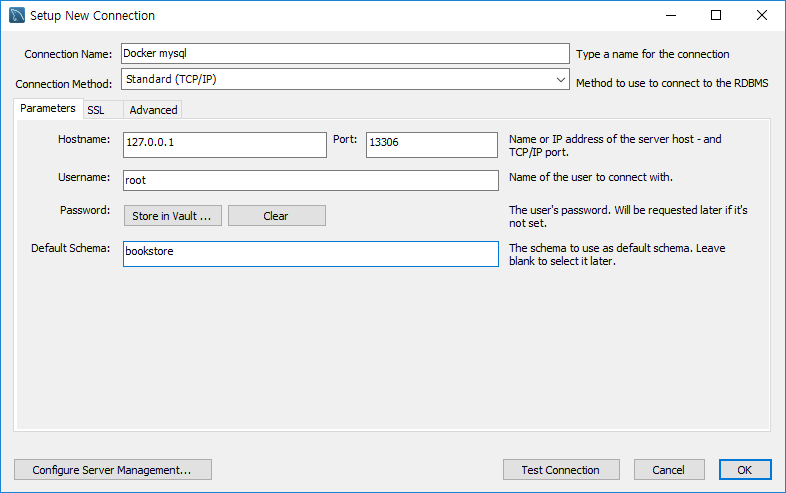 Setup New Connection
Connection Name: Docker mysql Type a name for the connection
Connection Method: Standard (TCP/IP) Method to use to connect to the RDBMS
Parameters SSL Advanced
Hostname: 127.0.0.1 Port: 13306 Name or IP address of the server host - and
TCP/IP port.
Username: root Name of the user to connect with.
Password: Store in Vault ... Clear The user's password. Will be requested later if it's
not set.
Default Schema: bookstore The schema to use as default schema. Leave
blank to select it later.
Configure Server Management... Test Connection Cancel OK